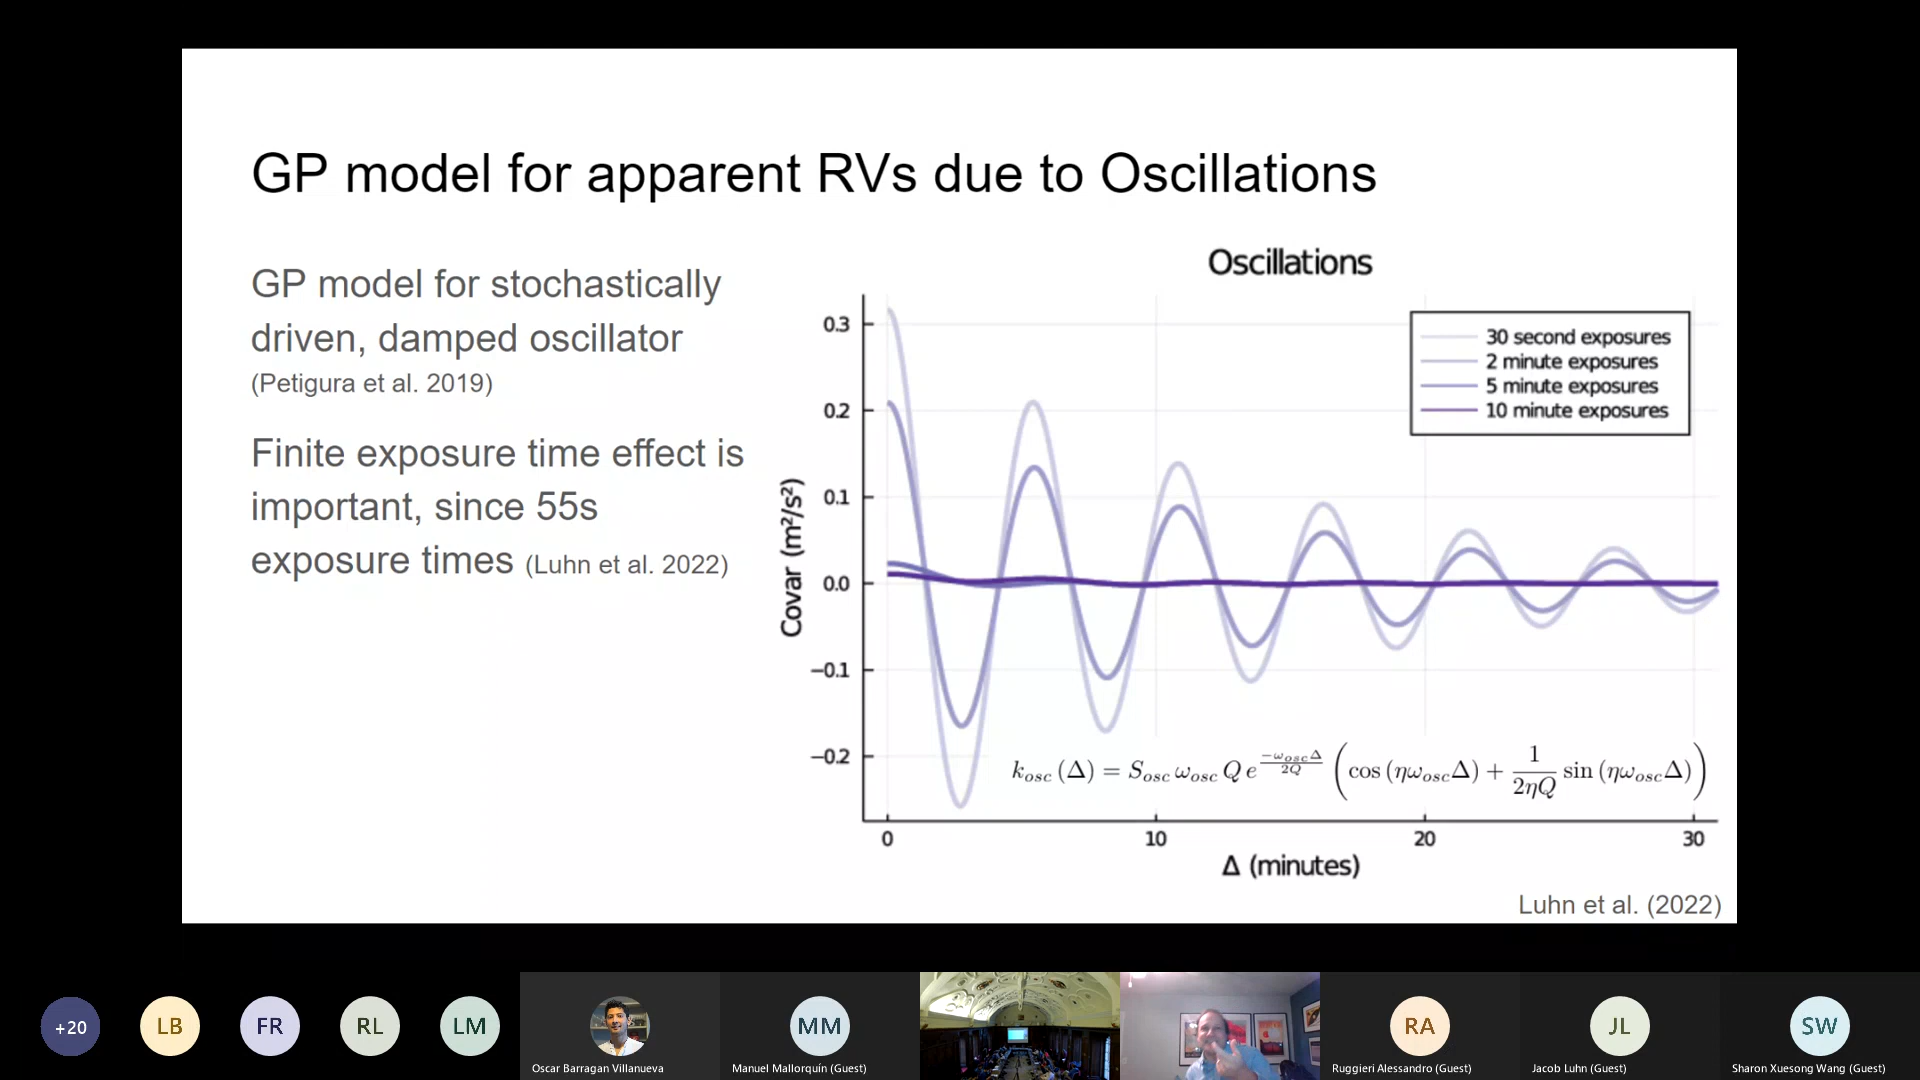 GP model for apparent RVs due to Oscillations
GP model for stochastically
driven, damped oscillator
(Petigura et al. 2019)
Finite exposure time effect is
important, since 55s
exposure times (Luhn et al. 2022)
Oscillations
30 second exposures
2 minute exposures
5 minute exposures
10 minute exposures
Covar (m²/s²)
0.3
0.2
0.1
0.0
−0.1
−0.2
k_osc (Δ) = S_osc ω_osc Q e^(−ω_osc Δ / 2Q) ( cos (ηω_osc Δ) + 1/(2ηQ) sin (ηω_osc Δ) )
0 10 20 30
Δ (minutes)
Luhn et al. (2022)
+20
LB
FR
RL
LM
Oscar Barragan Villanueva
MM
Manuel Mallorquín (Guest)
RA
Ruggieri Alessandro (Guest)
JL
Jacob Luhn (Guest)
SW
Sharon Xuesong Wang (Guest)